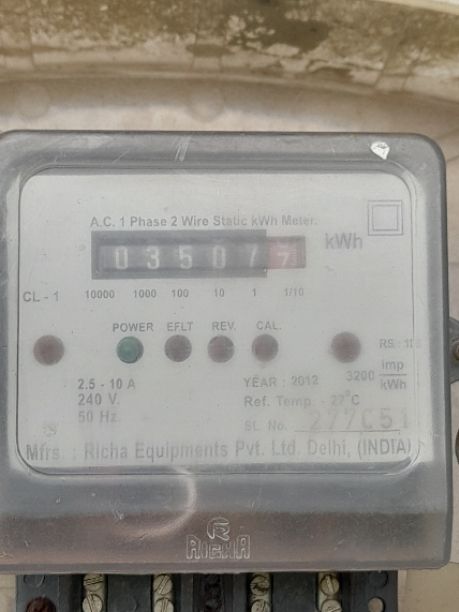 A.C. 1 Phase 2 Wire Static kWh Meter.
0 3 5 0 7 7
kWh
CL - 1
10000 1000 100 10 1 1/10
POWER EFLT REV. CAL.
2.5 - 10 A
240 V.
50 Hz.
YEAR : 2012
3200 imp/kWh
Ref. Temp. - 27°C
SL. No.
Mfrs. : Richa Equipments Pvt. Ltd. Delhi, (INDIA)
R
RICHA